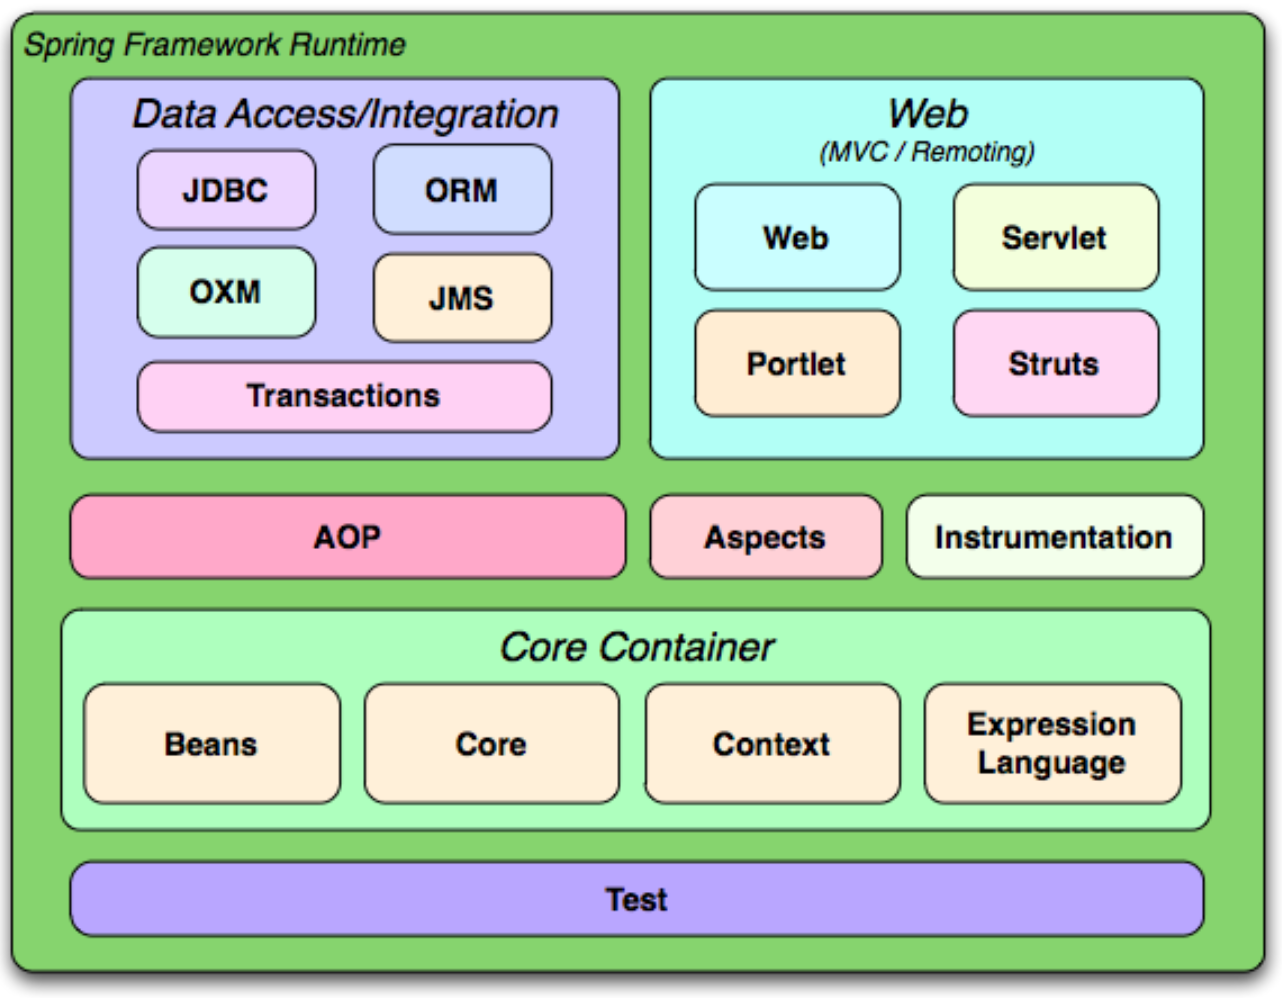 Spring Framework Runtime
Data Access/Integration
JDBC
ORM
OXM
JMS
Transactions
Web
(MVC / Remoting)
Web
Servlet
Portlet
Struts
AOP
Aspects
Instrumentation
Core Container
Beans
Core
Context
Expression
Language
Test